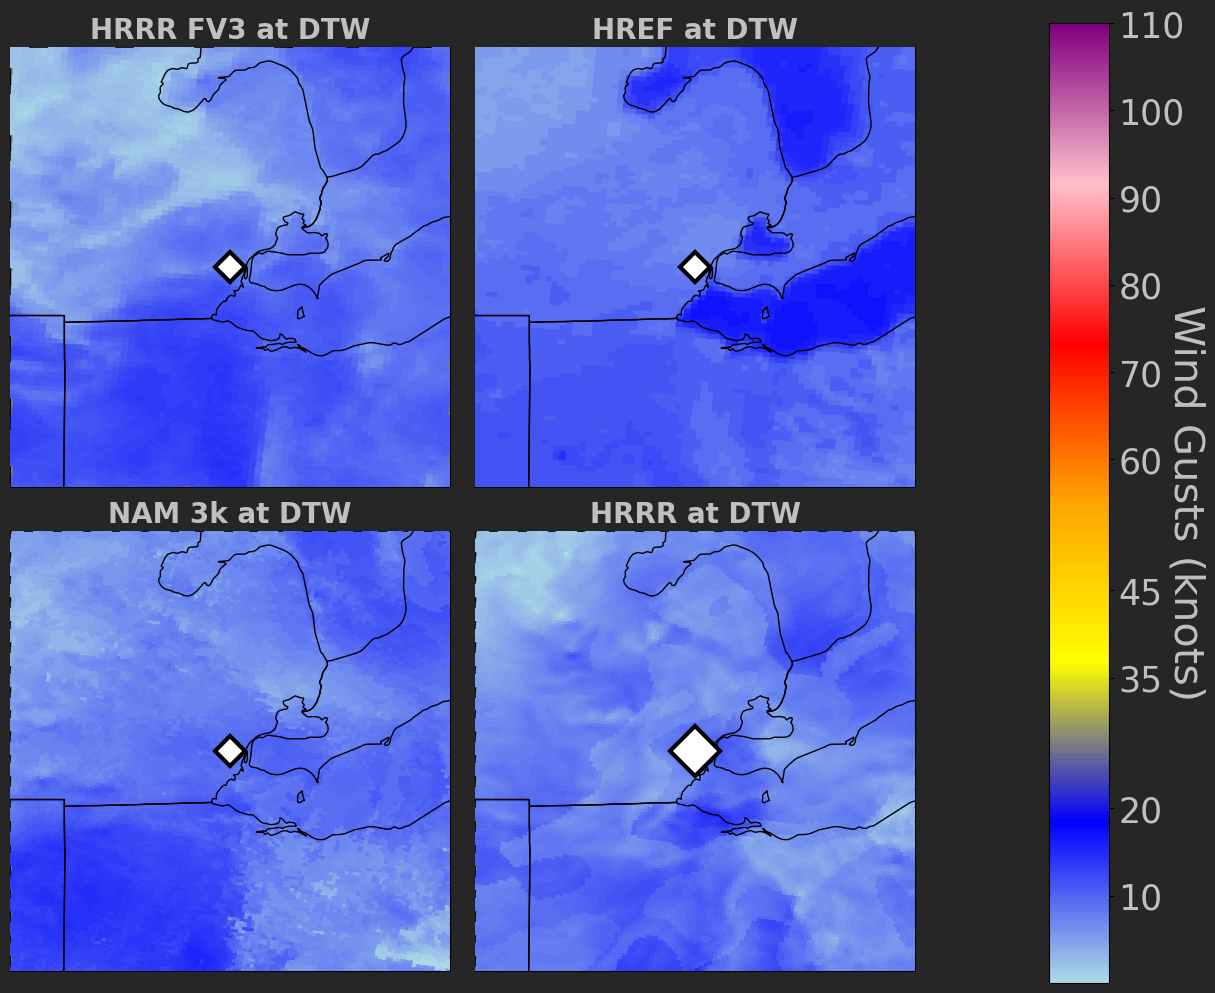 HRRR FV3 at DTW
HREF at DTW
NAM 3k at DTW
HRRR at DTW
110
100
90
80
70
60
45
35
20
10
Wind Gusts (knots)